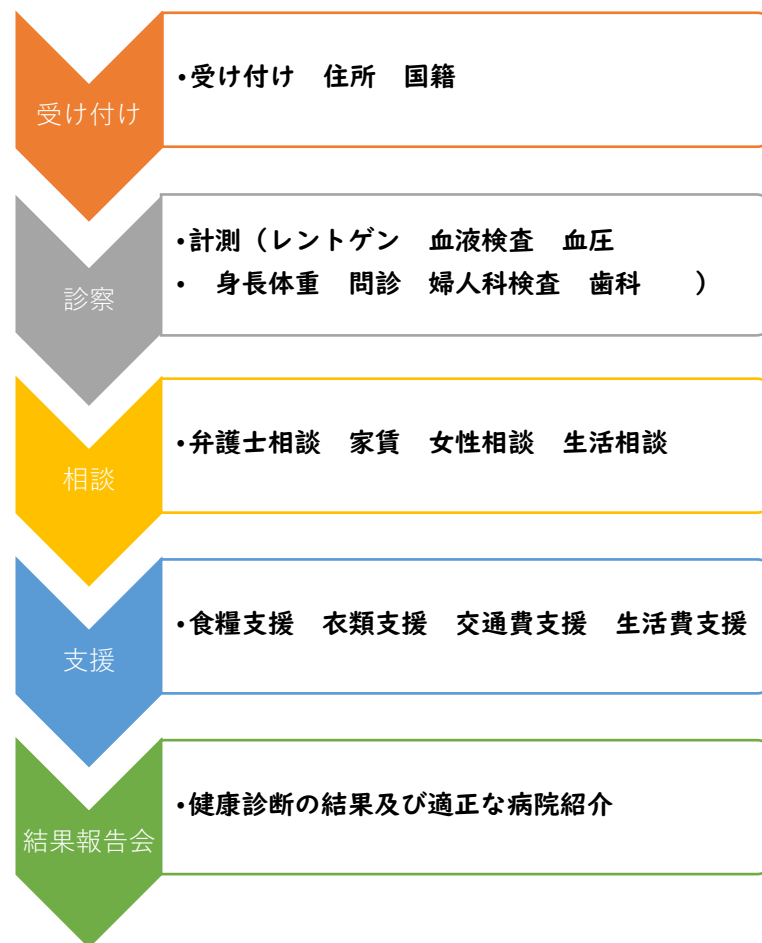 受け付け
•受け付け　住所　国籍
診察
•計測（レントゲン　血液検査　血圧
•　身長体重　問診　婦人科検査　歯科　　）
相談
•弁護士相談　家賃　女性相談　生活相談
支援
•食糧支援　衣類支援　交通費支援　生活費支援
結果報告会
•健康診断の結果及び適正な病院紹介